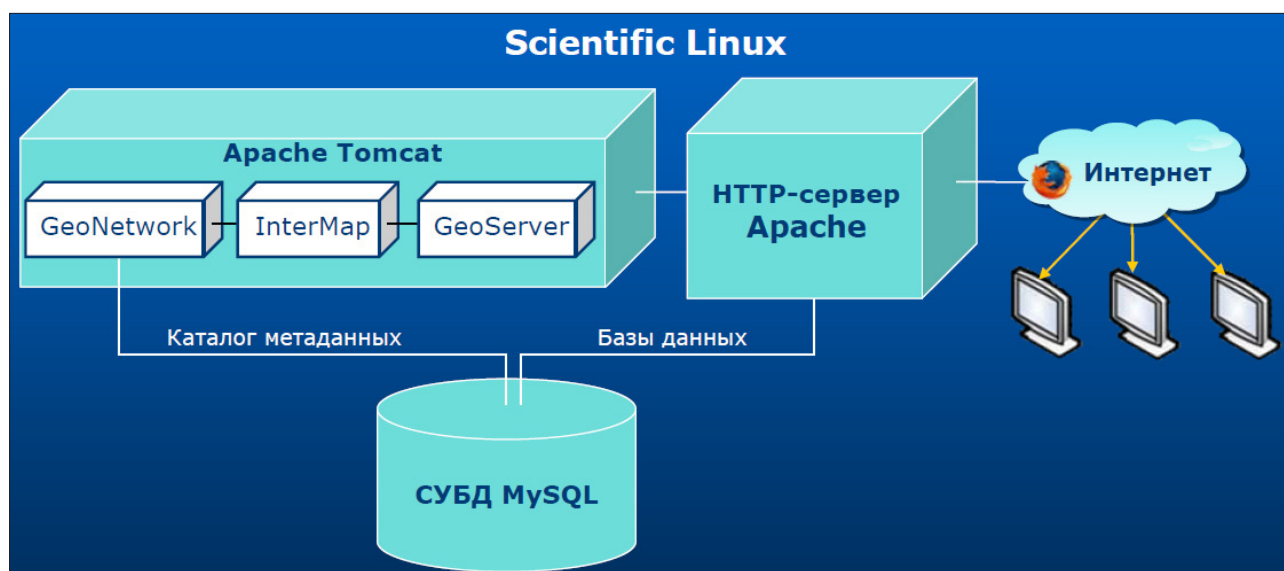 Scientific Linux
Apache Tomcat
GeoNetwork
InterMap
GeoServer
HTTP-сервер
Apache
Интернет
Каталог метаданных
Базы данных
СУБД MySQL